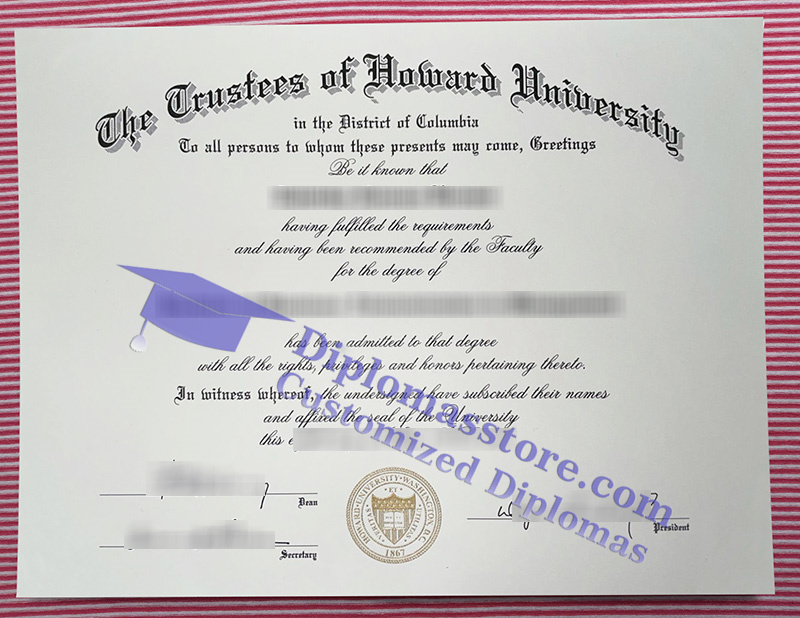 The Trustees of Howard University
in the District of Columbia
To all persons to whom these presents may come, Greetings
Be it known that
having fulfilled the requirements
and having been recommended by the Faculty
for the degree of
has been admitted to that degree
with all the rights, privileges and honors pertaining thereto.
In witness whereof, the undersigned have subscribed their names
and affixed the seal of the University
this
Diplomasstore.com
Customized Diplomas
Dean
Secretary
HOWARD·UNIVERSITY·WASHINGTON, D.C.
VERITAS ET UTILITAS
1867
President